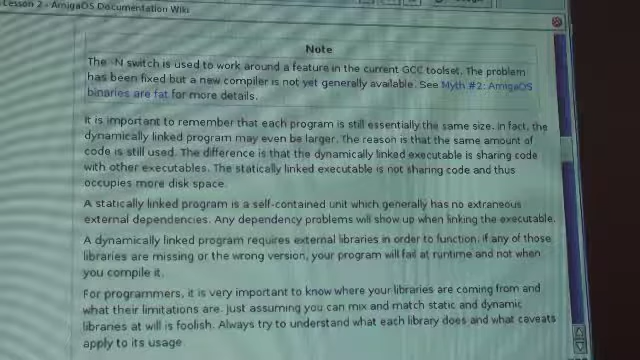 Lesson 2 - AmigaOS Documentation Wiki
Note
The -N switch is used to work around a feature in the current GCC toolset. The problem
has been fixed but a new compiler is not yet generally available. See Myth #2: AmigaOS
binaries are fat for more details.
It is important to remember that each program is still essentially the same size. In fact, the
dynamically linked program may even be larger. The reason is that the same amount of
code is still used. The difference is that the dynamically linked executable is sharing code
with other executables. The statically linked executable is not sharing code and thus
occupies more disk space.
A statically linked program is a self-contained unit which generally has no extraneous
external dependencies. Any dependency problems will show up when linking the executable.
A dynamically linked program requires external libraries in order to function. If any of those
libraries are missing or the wrong version, your program will fail at runtime and not when
you compile it.
For programmers, it is very important to know where your libraries are coming from and
what their limitations are. Just assuming you can mix and match static and dynamic
libraries at will is foolish. Always try to understand what each library does and what caveats
apply to its usage